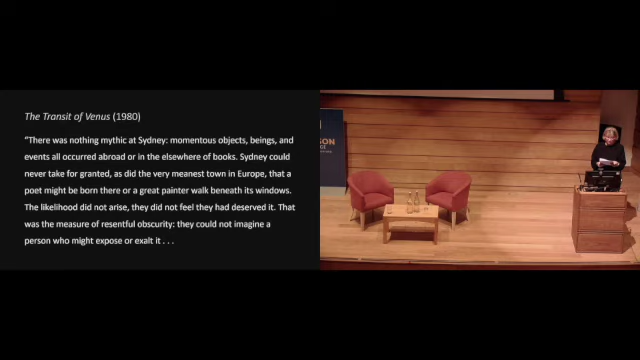 The Transit of Venus (1980)
“There was nothing mythic at Sydney: momentous objects, beings, and
events all occurred abroad or in the elsewhere of books. Sydney could
never take for granted, as did the very meanest town in Europe, that a
poet might be born there or a great painter walk beneath its windows.
The likelihood did not arise, they did not feel they had deserved it. That
was the measure of resentful obscurity: they could not imagine a
person who might expose or exalt it . . .